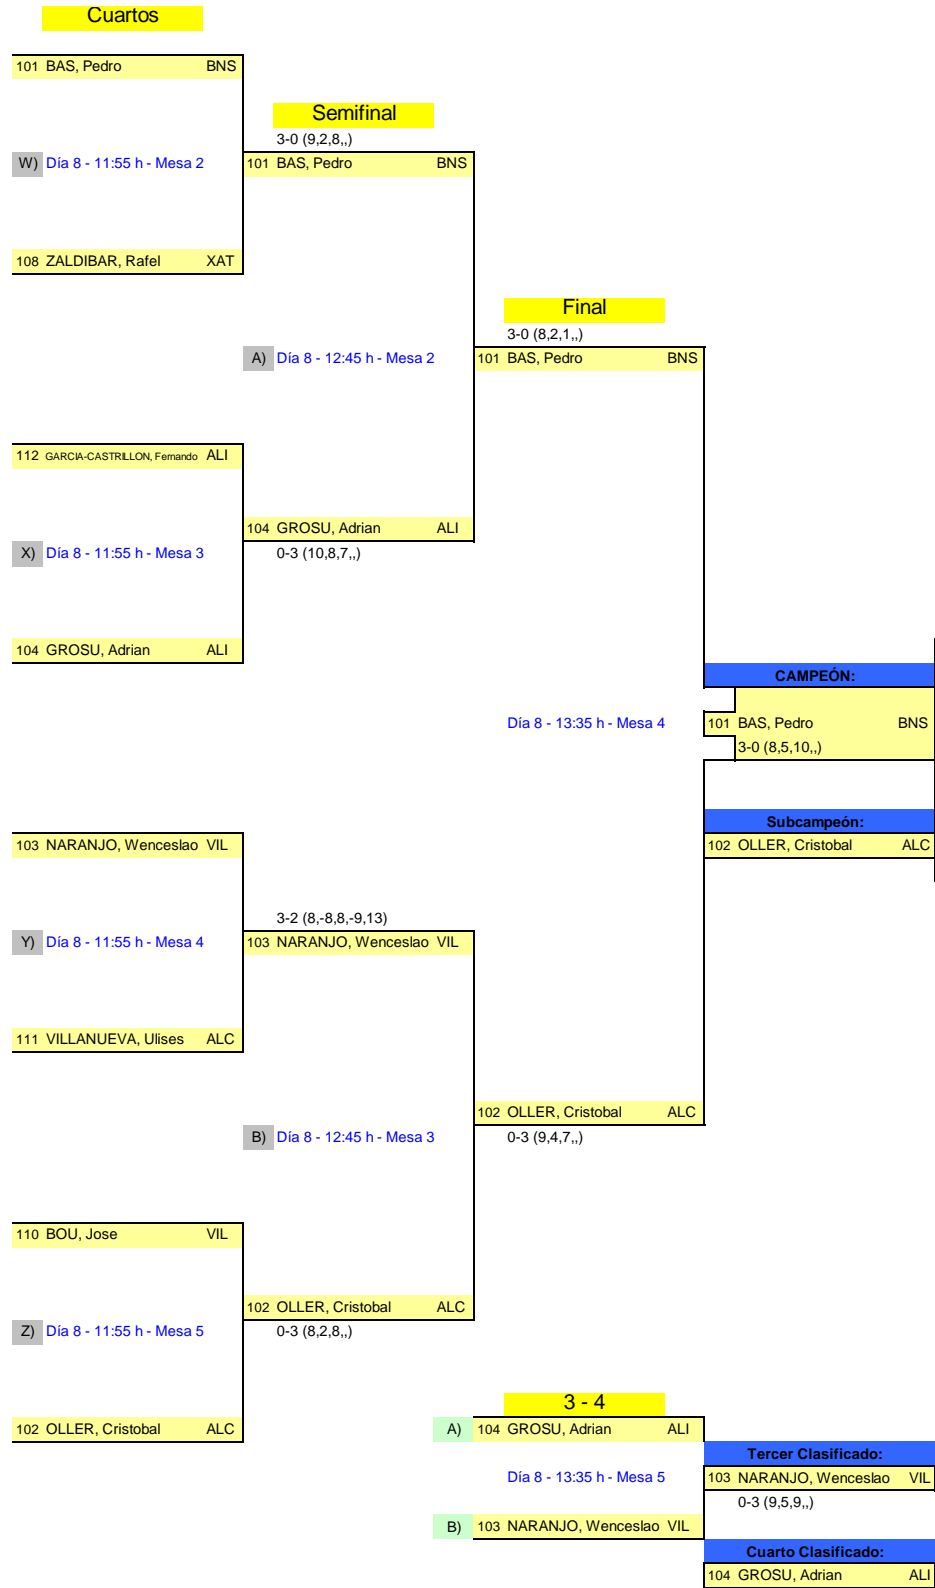 Cuartos
101 BAS, Pedro BNS
Semifinal
3-0 (9,2,8,,)
W) Día 8 - 11:55 h - Mesa 2
101 BAS, Pedro BNS
108 ZALDIBAR, Rafel XAT
Final
3-0 (8,2,1,,)
A) Día 8 - 12:45 h - Mesa 2
101 BAS, Pedro BNS
112 GARCIA-CASTRILLON, Fernando ALI
104 GROSU, Adrian ALI
X) Día 8 - 11:55 h - Mesa 3
0-3 (10,8,7,,)
104 GROSU, Adrian ALI
CAMPEÓN:
Día 8 - 13:35 h - Mesa 4
101 BAS, Pedro BNS
3-0 (8,5,10,,)
Subcampeón:
103 NARANJO, Wenceslao VIL
102 OLLER, Cristobal ALC
3-2 (8,-8,8,-9,13)
Y) Día 8 - 11:55 h - Mesa 4
103 NARANJO, Wenceslao VIL
111 VILLANUEVA, Ulises ALC
102 OLLER, Cristobal ALC
B) Día 8 - 12:45 h - Mesa 3
0-3 (9,4,7,,)
110 BOU, Jose VIL
102 OLLER, Cristobal ALC
Z) Día 8 - 11:55 h - Mesa 5
0-3 (8,2,8,,)
3 - 4
102 OLLER, Cristobal ALC
A) 104 GROSU, Adrian ALI
Tercer Clasificado:
Día 8 - 13:35 h - Mesa 5
103 NARANJO, Wenceslao VIL
0-3 (9,5,9,,)
B) 103 NARANJO, Wenceslao VIL
Cuarto Clasificado:
104 GROSU, Adrian ALI